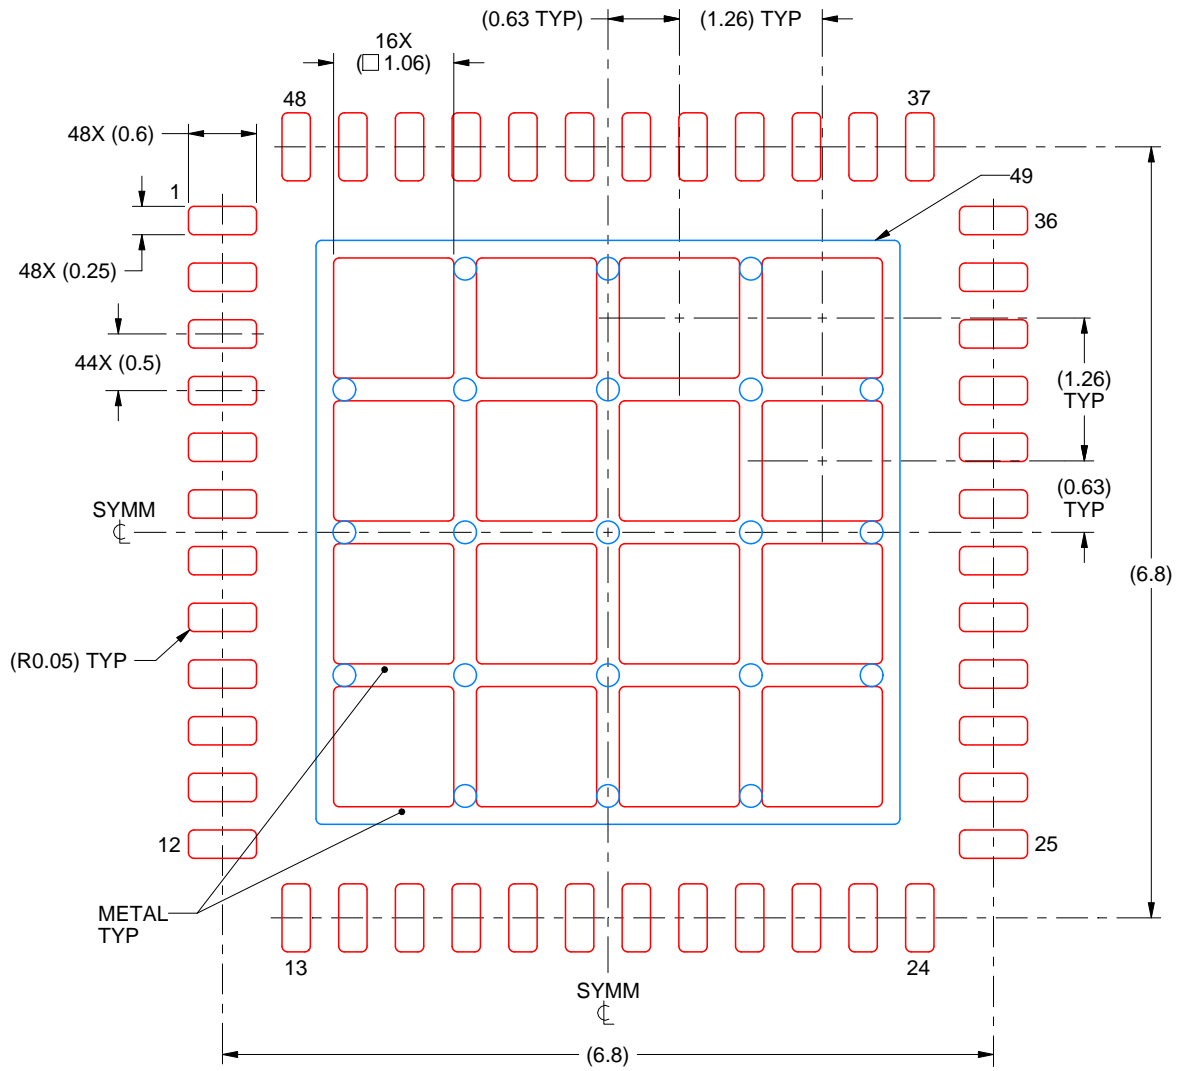 (0.63 TYP)
(1.26) TYP
16X
(□ 1.06)
48
37
48X (0.6)
49
1
36
48X (0.25)
44X (0.5)
(1.26)
TYP
(0.63)
TYP
SYMM
(6.8)
(R0.05) TYP
12
25
METAL
TYP
13
24
SYMM
(6.8)